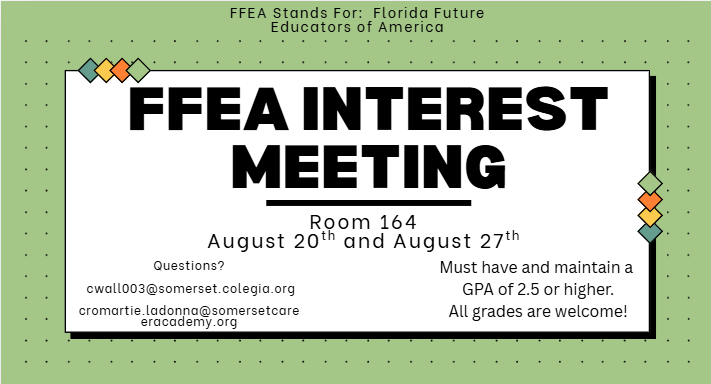 FFEA Stands For: Florida Future
Educators of America
FFEA INTEREST
MEETING
Room 164
August 20th and August 27th
Questions?
cwall003@somerset.colegia.org
cromartie.ladonna@somersetcare
eracademy.org
Must have and maintain a
GPA of 2.5 or higher.
All grades are welcome!